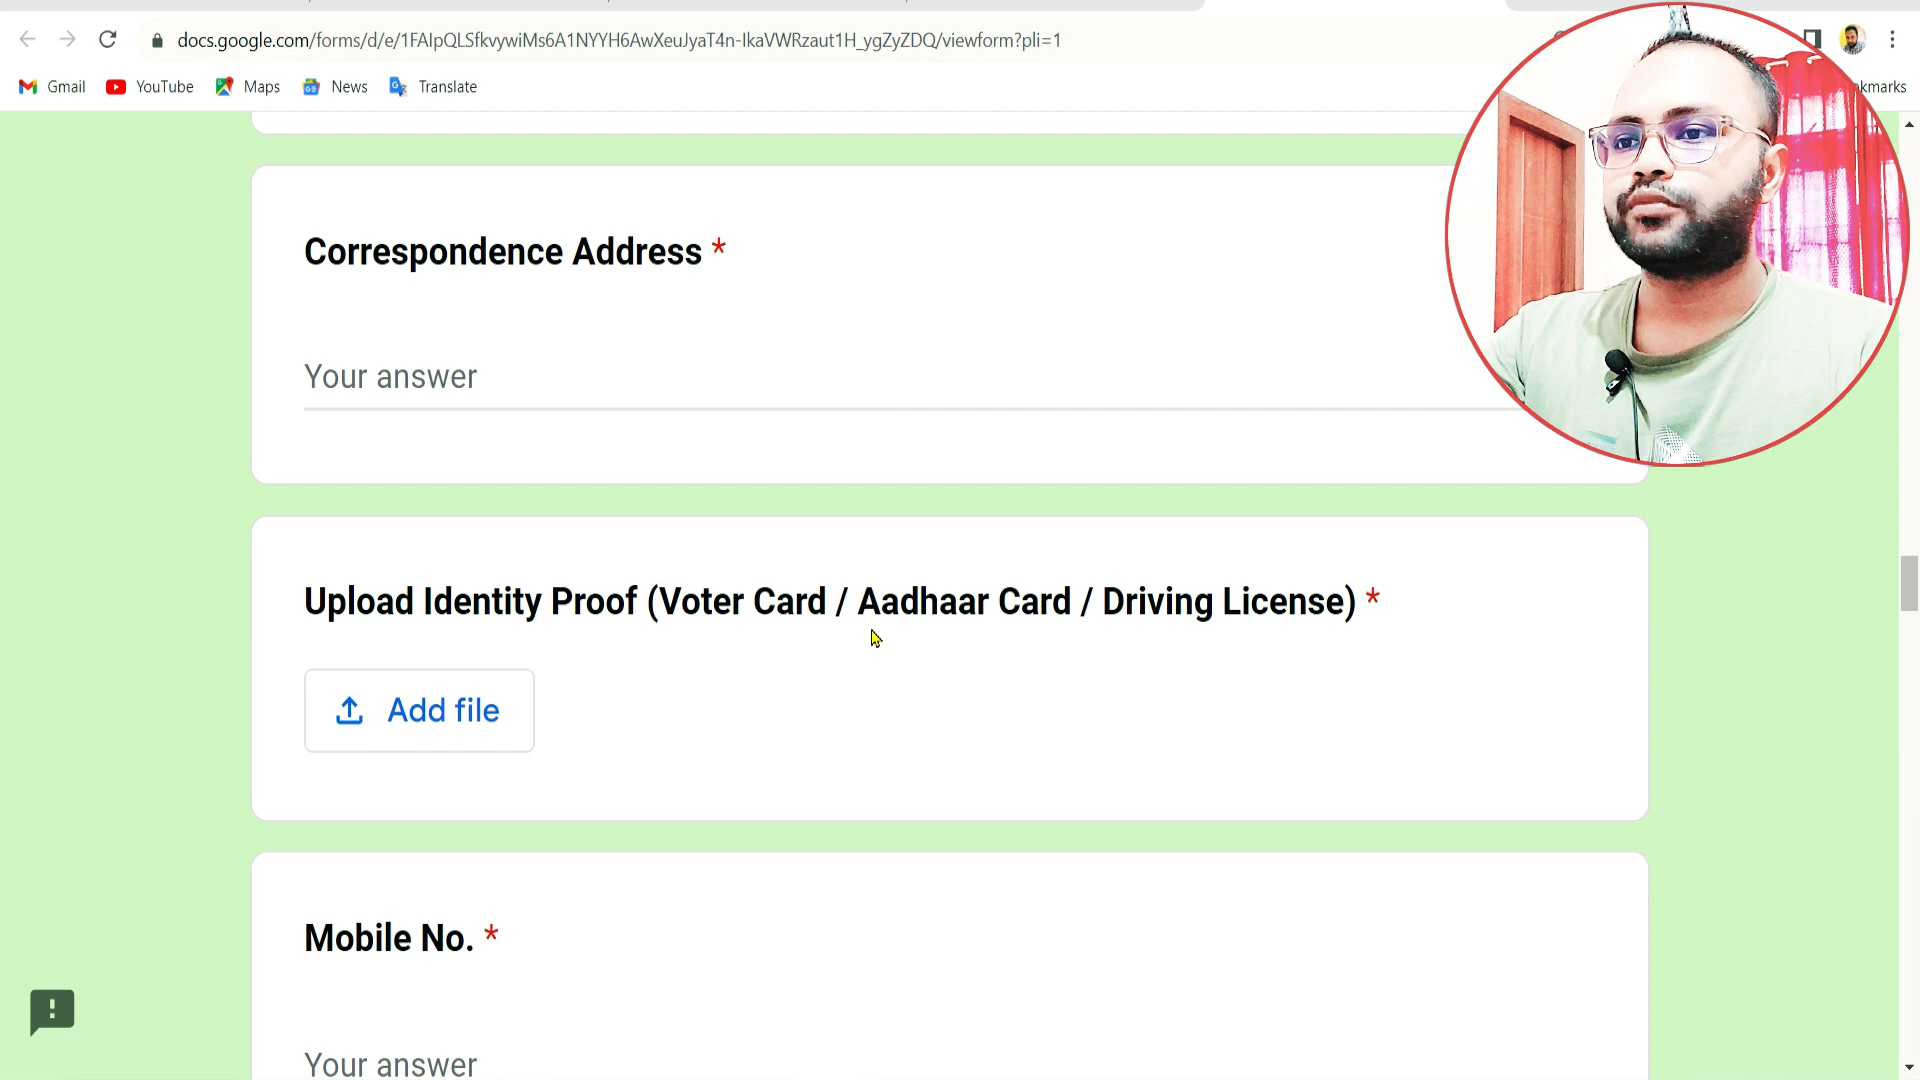 docs.google.com/forms/d/e/1FAIpQLSfkvywiMs6A1NYYH6AwXeuJyaT4n-IkaVWRzaut1H_ygZyZDQ/viewform?pli=1
Gmail YouTube Maps News Translate
Correspondence Address *
Your answer
Upload Identity Proof (Voter Card / Aadhaar Card / Driving License) *
Add file
Mobile No. *
Your answer